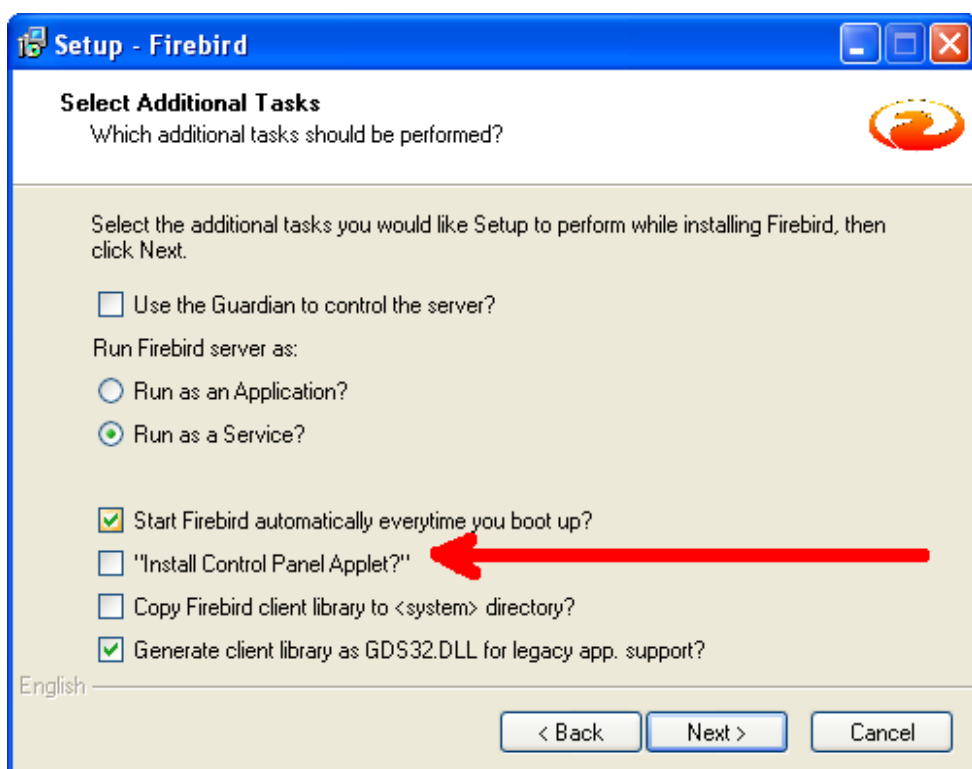 Setup - Firebird
Select Additional Tasks
Which additional tasks should be performed?
Select the additional tasks you would like Setup to perform while installing Firebird, then
click Next.
Use the Guardian to control the server?
Run Firebird server as:
Run as an Application?
Run as a Service?
Start Firebird automatically everytime you boot up?
"Install Control Panel Applet?"
Copy Firebird client library to <system> directory?
Generate client library as GDS32.DLL for legacy app. support?
English
< Back
Next >
Cancel